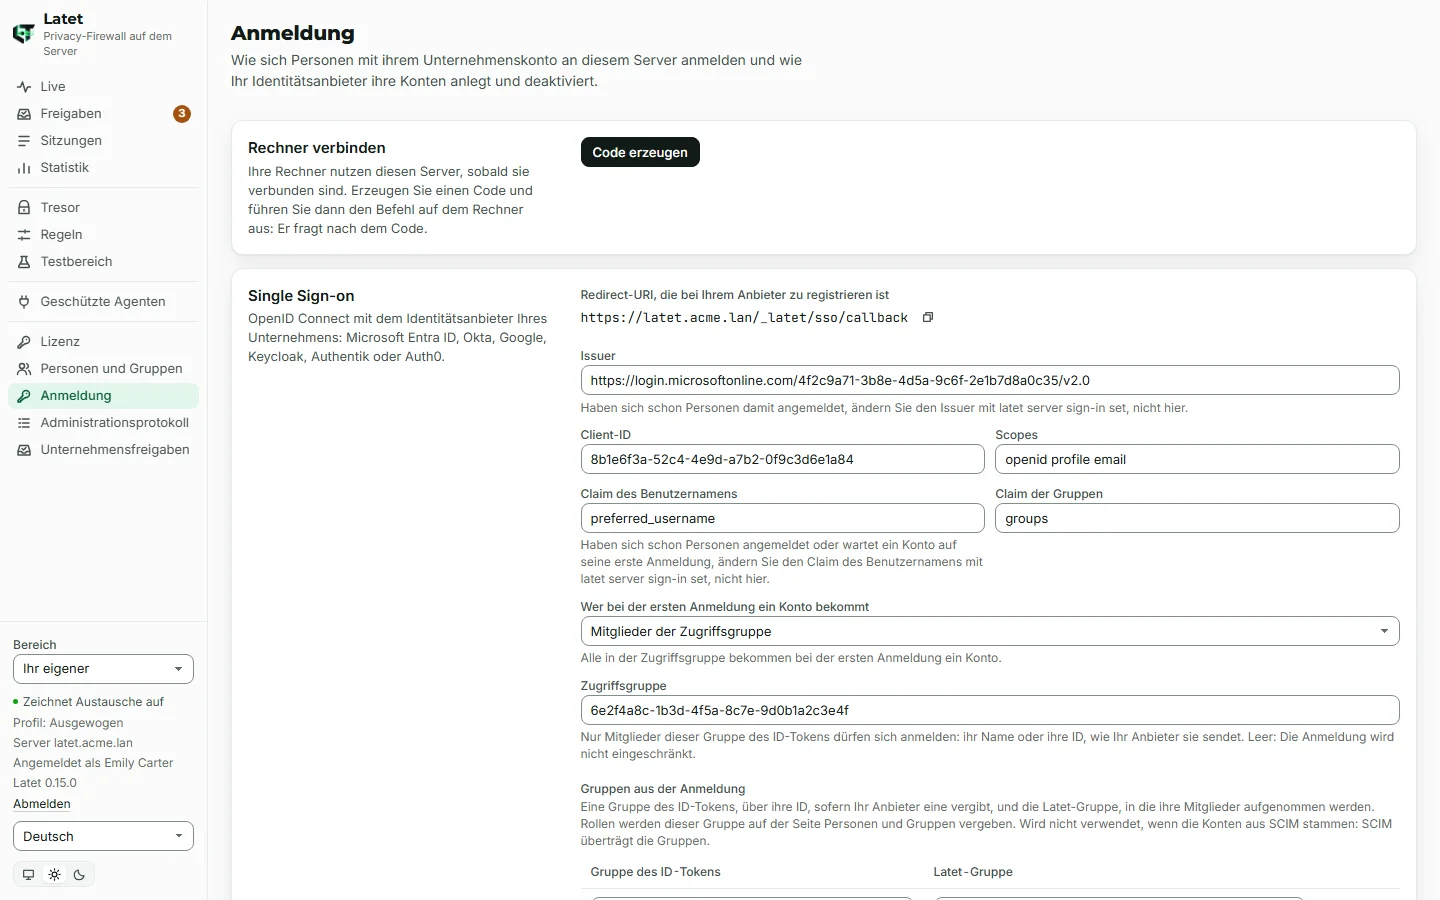 Latet
Privacy-Firewall auf dem
Server
Live
Freigaben
3
Sitzungen
Statistik
Tresor
Regeln
Testbereich
Geschützte Agenten
Lizenz
Personen und Gruppen
Anmeldung
Administrationsprotokoll
Unternehmensfreigaben
Bereich
Ihr eigener
Zeichnet Austausche auf
Profil: Ausgewogen
Server latet.acme.lan
Angemeldet als Emily Carter
Latet 0.15.0
Abmelden
Deutsch
Anmeldung
Wie sich Personen mit ihrem Unternehmenskonto an diesem Server anmelden und wie
Ihr Identitätsanbieter ihre Konten anlegt und deaktiviert.
Rechner verbinden
Ihre Rechner nutzen diesen Server, sobald sie
verbunden sind. Erzeugen Sie einen Code und
führen Sie dann den Befehl auf dem Rechner
aus: Er fragt nach dem Code.
Code erzeugen
Single Sign-on
OpenID Connect mit dem Identitätsanbieter Ihres
Unternehmens: Microsoft Entra ID, Okta, Google,
Keycloak, Authentik oder Auth0.
Redirect-URI, die bei Ihrem Anbieter zu registrieren ist
https://latet.acme.lan/_latet/sso/callback
Issuer
https://login.microsoftonline.com/4f2c9a71-3b8e-4d5a-9c6f-2e1b7d8a0c35/v2.0
Haben sich schon Personen damit angemeldet, ändern Sie den Issuer mit latet server sign-in set, nicht hier.
Client-ID
8b1e6f3a-52c4-4e9d-a7b2-0f9c3d6e1a84
Scopes
openid profile email
Claim des Benutzernamens
preferred_username
Claim der Gruppen
groups
Haben sich schon Personen angemeldet oder wartet ein Konto auf
seine erste Anmeldung, ändern Sie den Claim des Benutzernamens mit
latet server sign-in set, nicht hier.
Wer bei der ersten Anmeldung ein Konto bekommt
Mitglieder der Zugriffsgruppe
Alle in der Zugriffsgruppe bekommen bei der ersten Anmeldung ein Konto.
Zugriffsgruppe
6e2f4a8c-1b3d-4f5a-8c7e-9d0b1a2c3e4f
Nur Mitglieder dieser Gruppe des ID-Tokens dürfen sich anmelden: ihr Name oder ihre ID, wie Ihr Anbieter sie sendet. Leer: Die Anmeldung wird
nicht eingeschränkt.
Gruppen aus der Anmeldung
Eine Gruppe des ID-Tokens, über ihre ID, sofern Ihr Anbieter eine vergibt, und die Latet-Gruppe, in die ihre Mitglieder aufgenommen werden.
Rollen werden dieser Gruppe auf der Seite Personen und Gruppen vergeben. Wird nicht verwendet, wenn die Konten aus SCIM stammen: SCIM
überträgt die Gruppen.
Gruppe des ID-Tokens
Latet-Gruppe